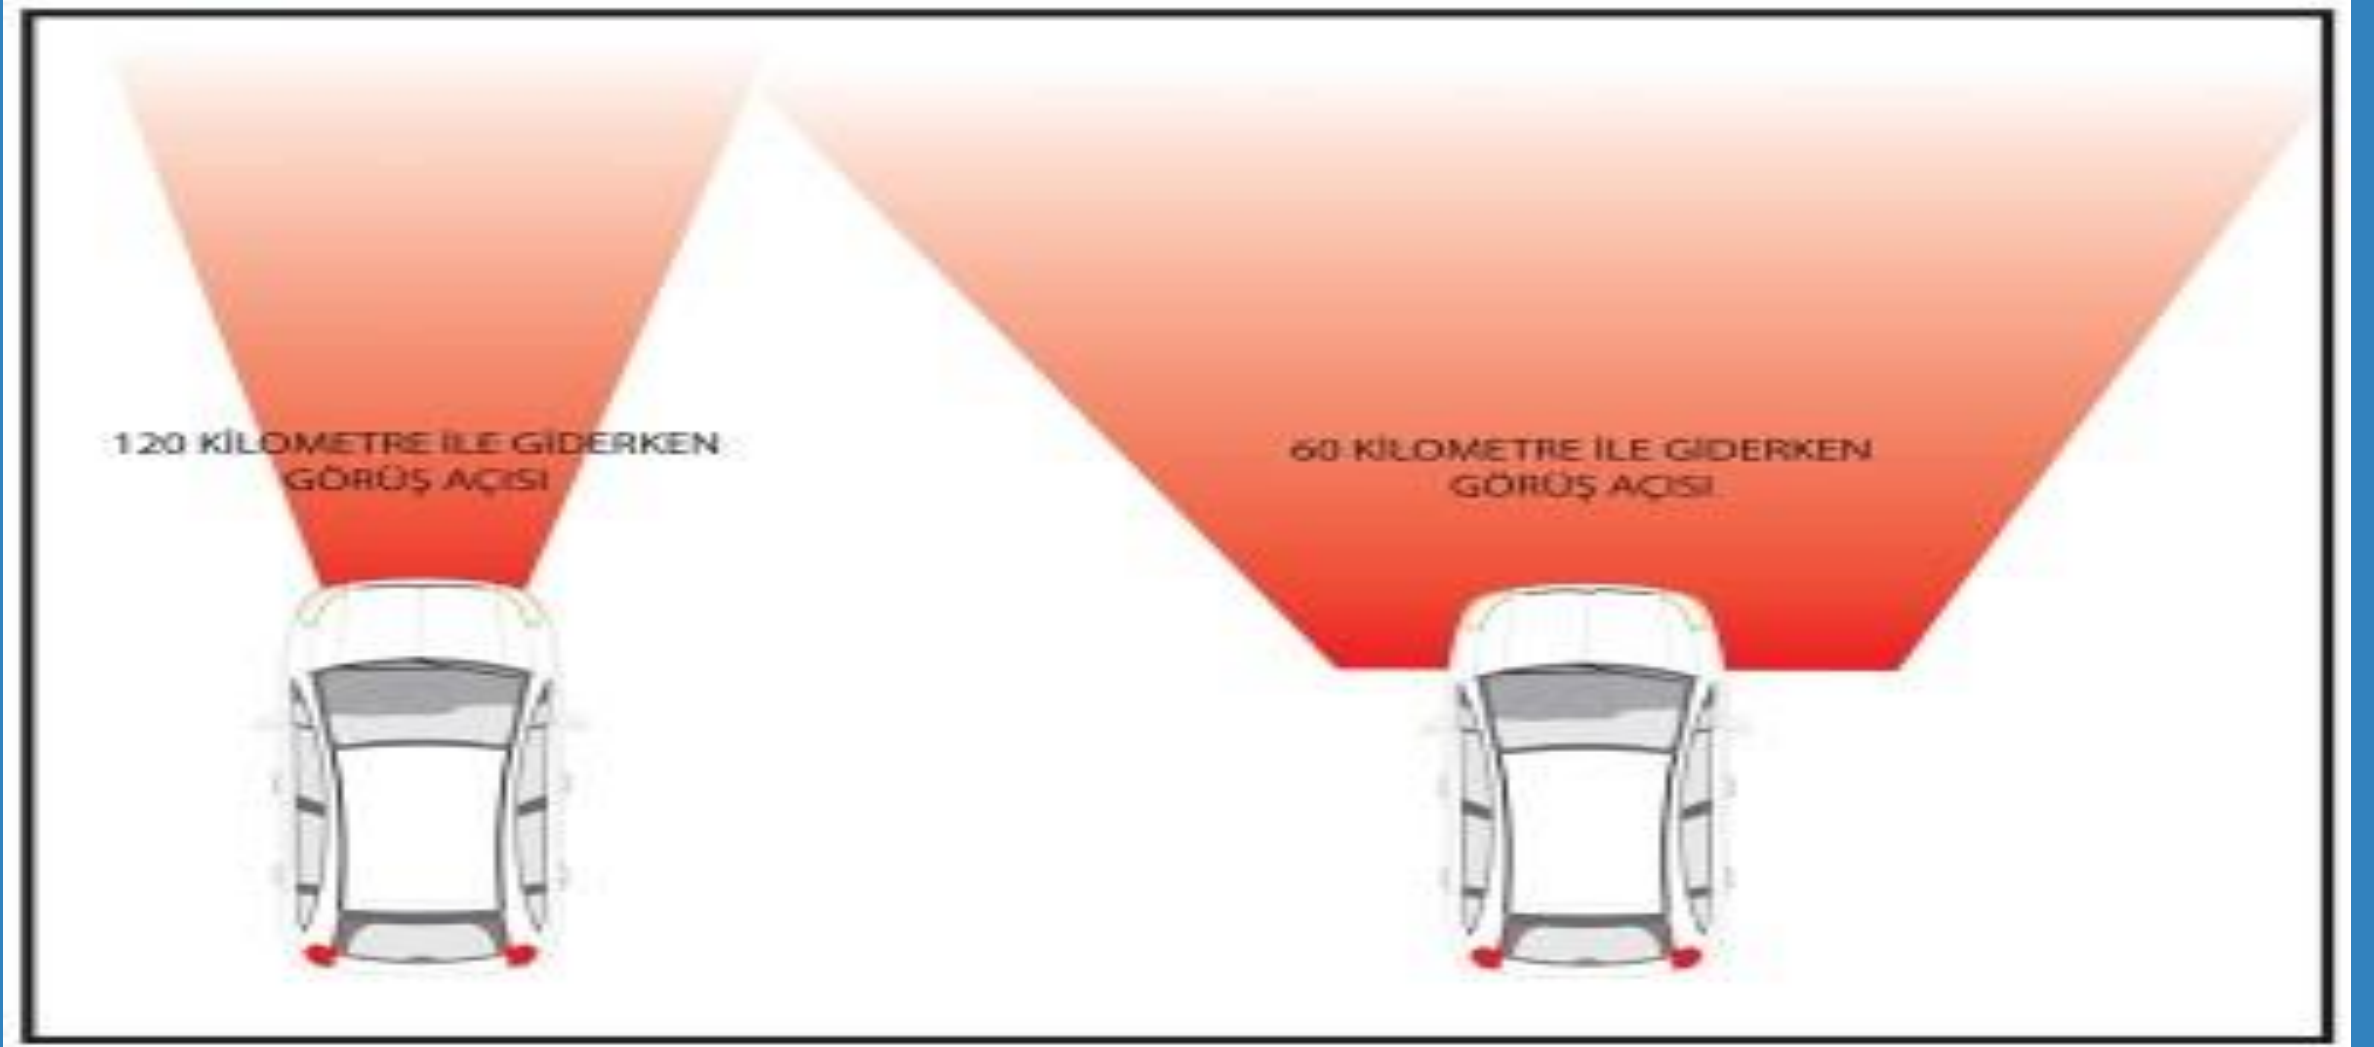 120 KİLOMETRE İLE GİDERKEN
GÖRÜŞ AÇISI
60 KİLOMETRE İLE GİDERKEN
GÖRÜŞ AÇISI